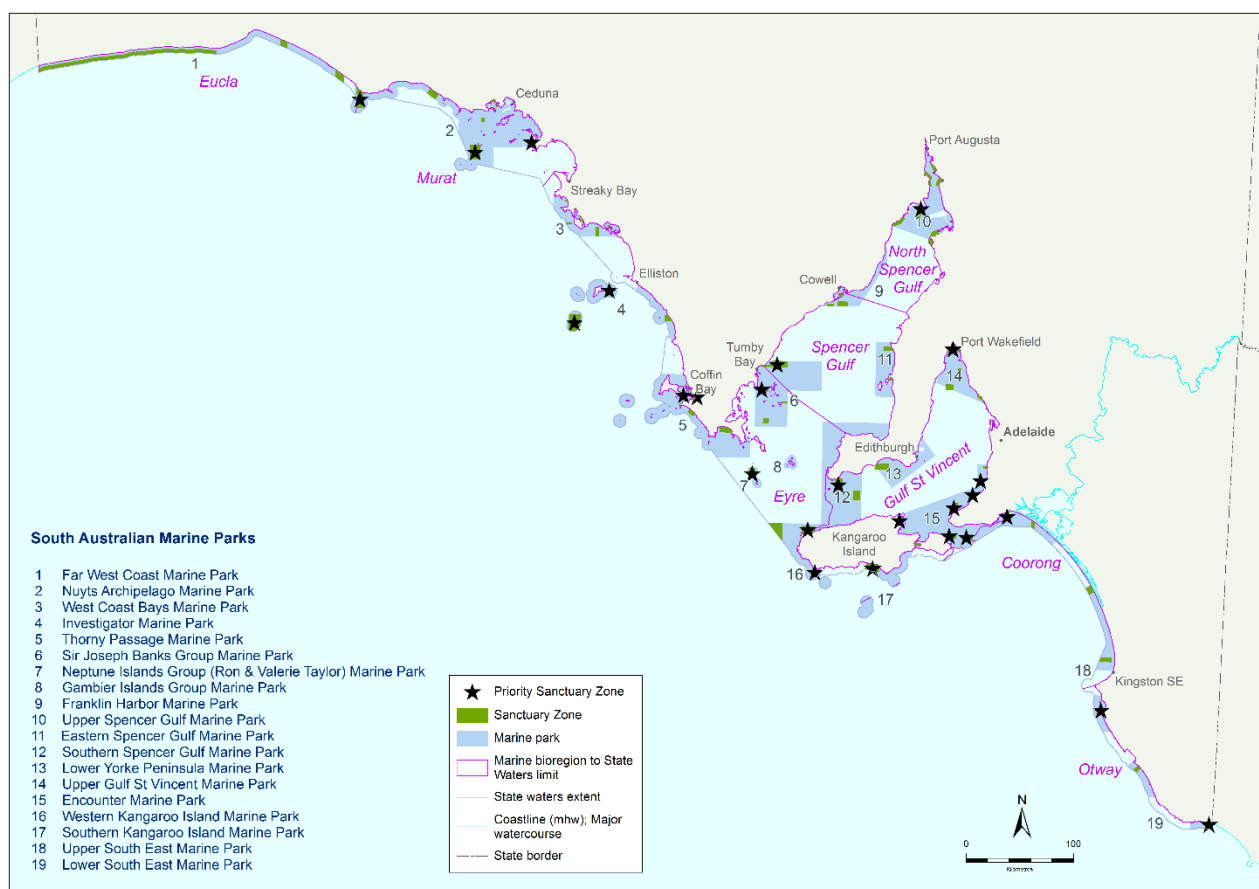 1
Eucla
2
Ceduna
Murat
Streaky Bay
3
Elliston
4
Port Augusta
10
North
Spencer
Gulf
Cowell
9
Spencer
Gulf
11
Tumby
Bay
6
Port Wakefield
14
Coffin
Bay
5
Adelaide
Edithburgh
13
Gulf St Vincent
8
7
12
Eyre
15
Kangaroo
Island
Coorong
16
17
18
Kingston SE
Otway
19
South Australian Marine Parks
1 Far West Coast Marine Park
2 Nuyts Archipelago Marine Park
3 West Coast Bays Marine Park
4 Investigator Marine Park
5 Thorny Passage Marine Park
6 Sir Joseph Banks Group Marine Park
7 Neptune Islands Group (Ron & Valerie Taylor) Marine Park
8 Gambier Islands Group Marine Park
9 Franklin Harbor Marine Park
10 Upper Spencer Gulf Marine Park
11 Eastern Spencer Gulf Marine Park
12 Southern Spencer Gulf Marine Park
13 Lower Yorke Peninsula Marine Park
14 Upper Gulf St Vincent Marine Park
15 Encounter Marine Park
16 Western Kangaroo Island Marine Park
17 Southern Kangaroo Island Marine Park
18 Upper South East Marine Park
19 Lower South East Marine Park
Priority Sanctuary Zone
Sanctuary Zone
Marine park
Marine bioregion to State
Waters limit
State waters extent
Coastline (mhw); Major
watercourse
State border
N
0 100
Kilometres